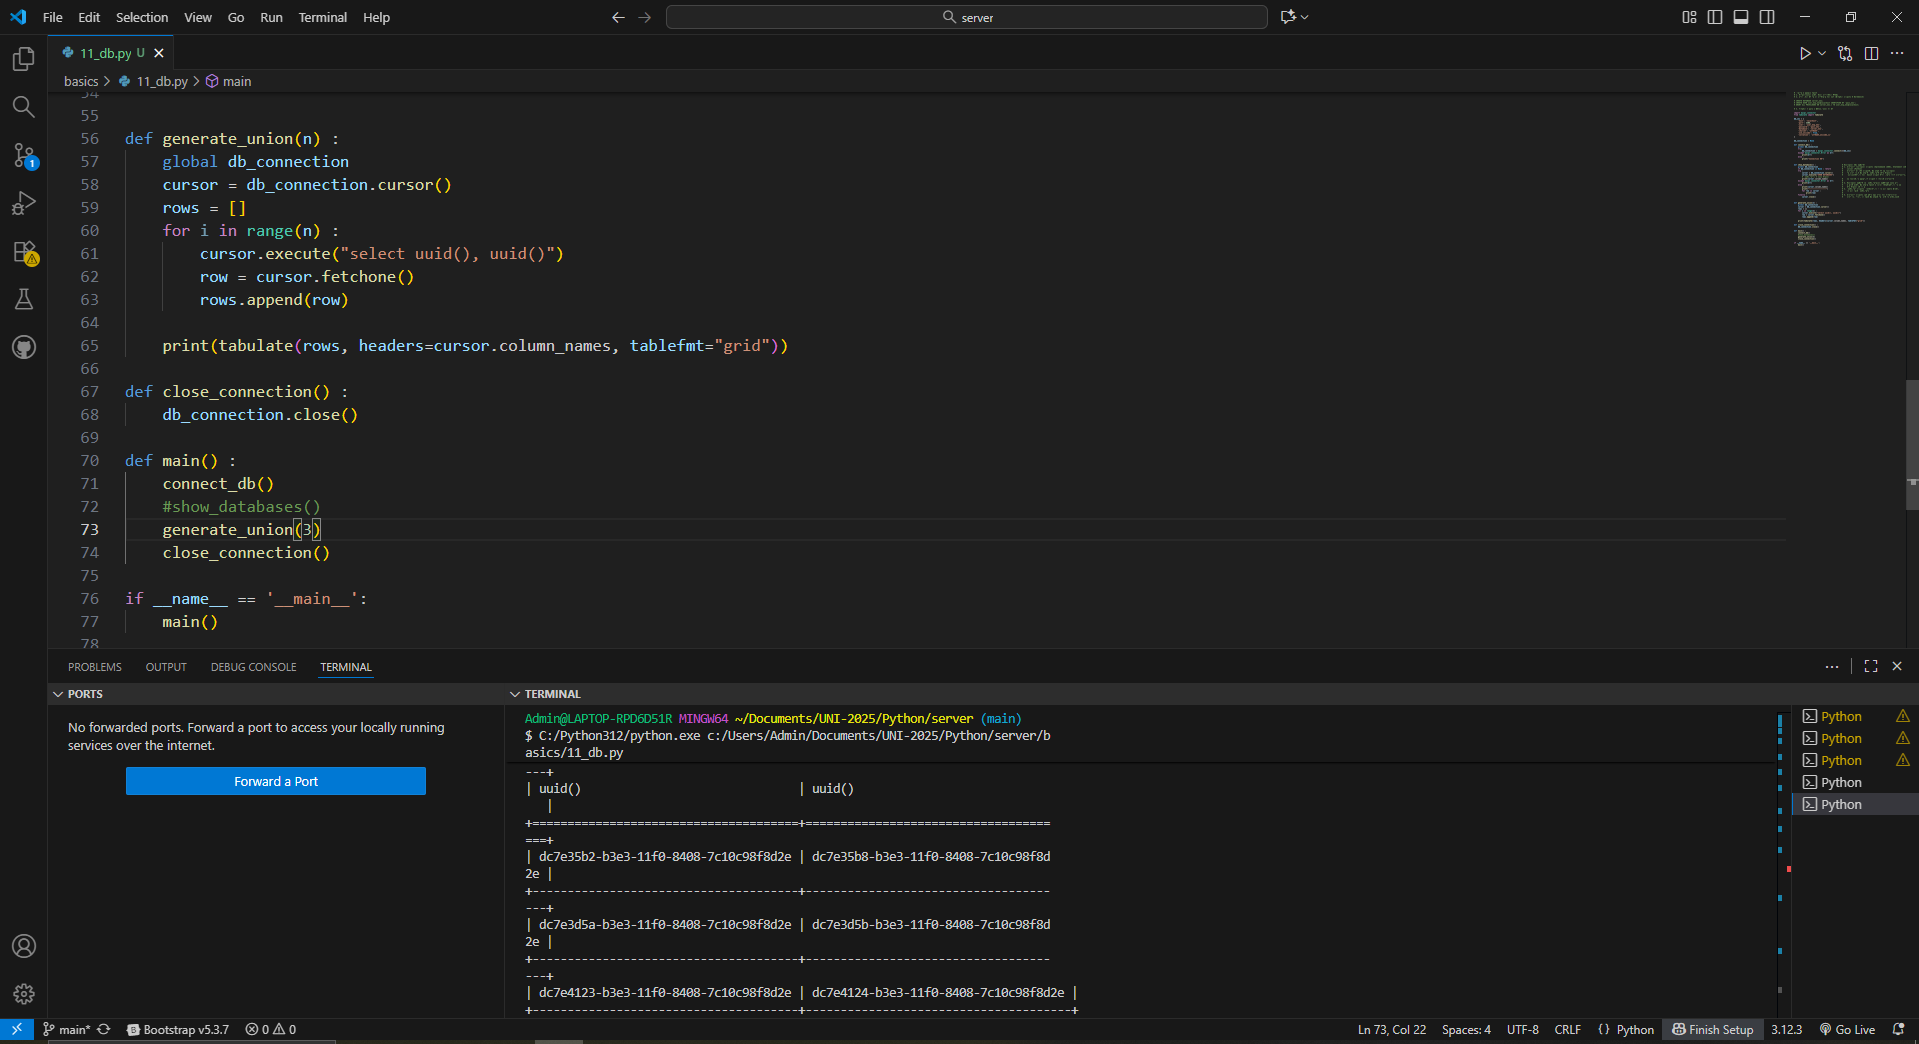 File Edit Selection View Go Run Terminal Help
server
11_db.py U
basics > 11_db.py > main
54
55
56 def generate_union(n) :
57 global db_connection
58 cursor = db_connection.cursor()
59 rows = []
60 for i in range(n) :
61 cursor.execute("select uuid(), uuid()")
62 row = cursor.fetchone()
63 rows.append(row)
64
65 print(tabulate(rows, headers=cursor.column_names, tablefmt="grid"))
66
67 def close_connection() :
68 db_connection.close()
69
70 def main() :
71 connect_db()
72 #show_databases()
73 generate_union(3)
74 close_connection()
75
76 if __name__ == '__main__':
77 main()
78
PROBLEMS OUTPUT DEBUG CONSOLE TERMINAL
PORTS
No forwarded ports. Forward a port to access your locally running
services over the internet.
Forward a Port
TERMINAL
Admin@LAPTOP-RPD6D51R MINGW64 ~/Documents/UNI-2025/Python/server (main)
$ C:/Python312/python.exe c:/Users/Admin/Documents/UNI-2025/Python/server/b
asics/11_db.py
---+
| uuid() | uuid()
|
+======================================+===================================
===+
| dc7e35b2-b3e3-11f0-8408-7c10c98f8d2e | dc7e35b8-b3e3-11f0-8408-7c10c98f8d
2e |
+--------------------------------------+-----------------------------------
---+
| dc7e3d5a-b3e3-11f0-8408-7c10c98f8d2e | dc7e3d5b-b3e3-11f0-8408-7c10c98f8d
2e |
+--------------------------------------+-----------------------------------
---+
| dc7e4123-b3e3-11f0-8408-7c10c98f8d2e | dc7e4124-b3e3-11f0-8408-7c10c98f8d2e |
+--------------------------------------+--------------------------------------+
Python
Python
Python
Python
Python
1
main* Bootstrap v5.3.7 0 0
Ln 73, Col 22 Spaces: 4 UTF-8 CRLF {} Python Finish Setup 3.12.3 Go Live